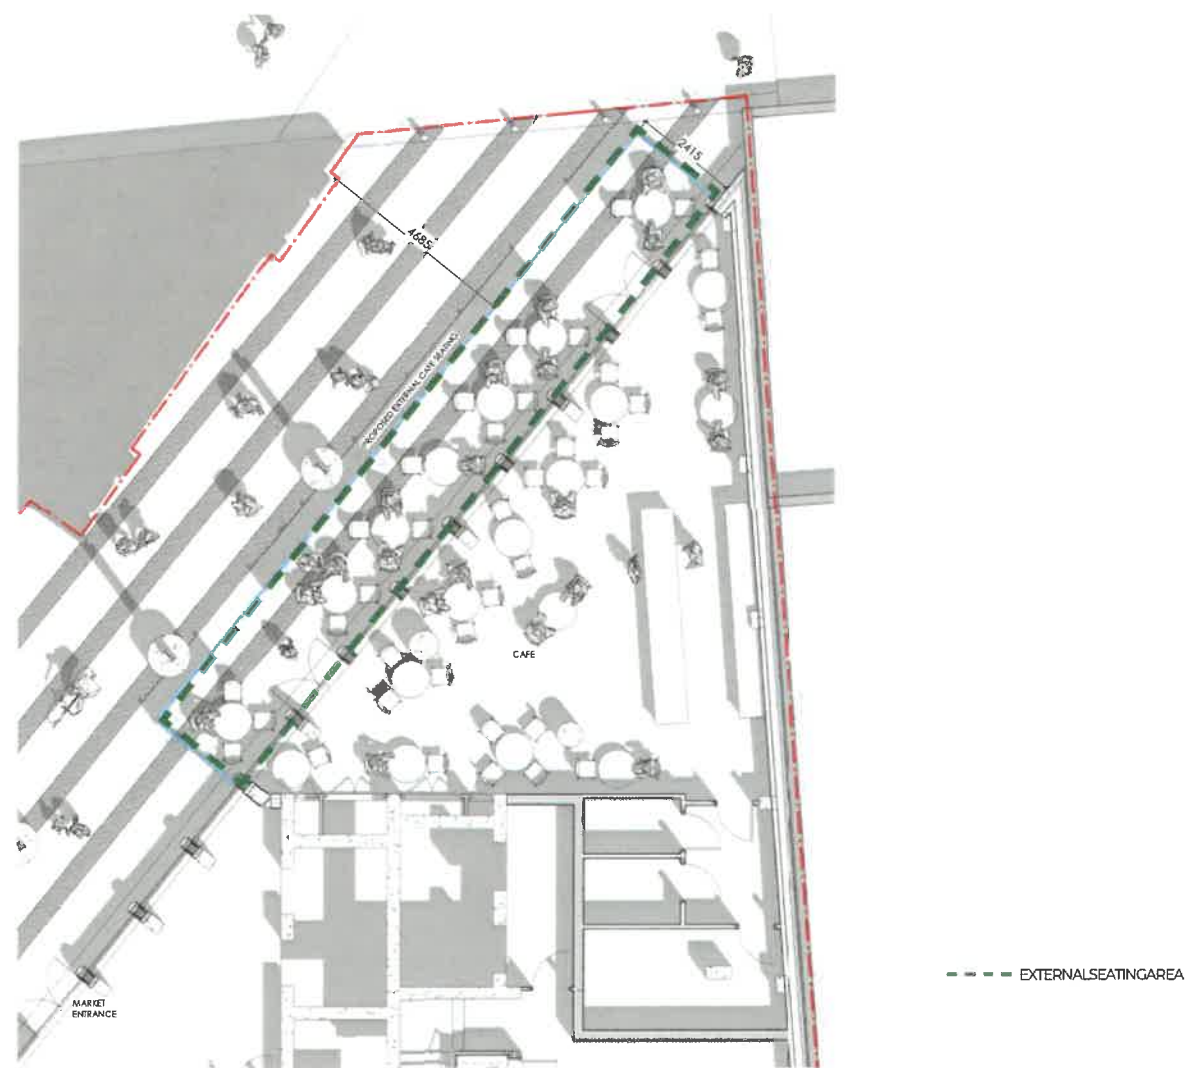 2415
4685
PROPOSED EXTERNAL CAFE SEATING
CAFE
EXTERNALSEATINGAREA
MARKET
ENTRANCE